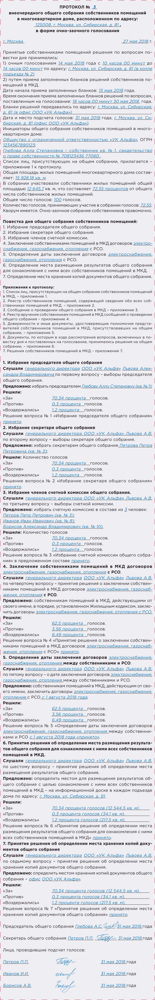 ПРОТОКОЛ № 3
внеочередного общего собрания собственников помещений
в многоквартирном доме, расположенном по адресу:
125008, г. Москва, ул. Сибирская, д. 81 ,
в форме очно-заочного голосования
г. Москва 27 мая 2018 г.
Принятые собственниками помещений решения по вопросам по-
вестки дня принимались:
1) очным голосованием 14 мая 2018 года с 10 часов 00 минут до
14 часов 00 минут по адресу: г. Москва, ул. Сибирская, д. 81 (в холле
подъезда № 2)
2) путем приема заполненных бланков решений собственников по-
мещений в МКД.
Дата начала приема заполненных бланков: 15 мая 2018 года.
Время окончания приема заполненных бланков решений по вопросам,
поставленным на голосование: 18 часов 00 минут 30 мая 2018 года.
Бланки решений передавались по адресу: г. Москва, ул. Сибирская,
д. 81 (в офис ООО «УК Альфа») .
Дата и место подсчета голосов: 31 мая 2018 года, г. Москва, ул. Си-
бирская, д. 81 (офис ООО «УК Альфа»).
Инициаторы общего собрания собственников помещений в много-
квартирном доме:
Общество с ограниченной ответственностью «УК Альфа», ОГРН
1234567890123;
Глебова Алла Степановна – собственник кв. № 1, свидетельство
о праве собственности № 708123436 77080.
Список лиц, присутствующих на общем собрании, прилагается –
приложение 1 к протоколу.
Общая площадь жилых помещений многоквартирного дома состав-
ляет: 15 928,18 кв. м.
В собрании участвовали собственники жилых помещений общей
площадью 12 645,7 кв. м, что составляет 72,55 процентов от общего
числа собственников жилых помещений.
Общее число голосов: 100 голосов.
Количество голосов, принимающих участие в собрании голосов: 72,55.
Кворум имеется. Очно-заочное собрание собственников правомочно.
Повестка дня общего собрания собственников помещений:
1. Избрание председателя общего собрания.
2. Избрание секретаря общего собрания.
3. Избрание членов счетной комиссии.
4. Заключение собственниками помещений в МКД договоров электро-
снабжения, газоснабжения, отопления с РСО.
5. Определение даты заключения договоров электроснабжения,
газоснабжения, отопления с РСО.
6. Определение места размещения результатов общего собрания
для ознакомления с ними всех собственников помещений в МКД.
7. Определение места хранения копий документов общего собрания.
Приложения к протоколу:
1. Список лиц, присутствующих на общем собрании собственников помещений
в МКД, – приложение 1.
2. Реестр собственников помещений, содержащий сведения обо всех соб-
ственниках помещений в МКД, – приложение 2.
3. Сообщение о проведении общего собрания в МКД – приложение 3.
4. Реестр вручения собственникам помещений в МКД сообщений о проведении
общего собрания – приложение 4.
5. Доверенности и иные документы, удостоверяющие полномочия предста-
вителей собственников помещений в МКД, присутствовавших на общем
собрании, – приложение 5.
6. Документы, по которым в ходе рассмотрения вопросов, включенных в по-
вестку дня и поставленных на голосование, принимались решения на общем
собрании, – приложение 6.
7. Решения собственников помещений в МКД – приложение 7.
1. Избрание председателя общего собрания
Слушали генерального директора ООО «УК Альфа» Львова Алек-
сандра Владимировича по первому вопросу – выборы председателя
общего собрания.
Предложено: избрать председателем Глебову Аллу Степановну (кв. № 1);
Решили:
«За» 70,34 процента голосов.
«Против» 0,3 процента голосов.
«Воздержались» 1,2 процента голосов.
Решение вопроса № 1 «Избрание председателя общего собрания»
принято.
2. Избрание секретаря общего собрания
Слушали генерального директора ООО «УК Альфа» Львова А.В.
по второму вопросу – выборы секретаря общего собрания.
Предложено: избрать секретарем общего собрания Петрова Петра
Петровича (кв. № 3);
Решили: Количество голосов
«За» 70,34 процента голосов.
«Против» 0,3 процента голосов.
«Воздержались» 1,2 процента голосов.
Решение вопроса № 2 «Избрание секретаря общего собрания»
принято.
3. Избрание членов счетной комиссии общего собрания.
Слушали генерального директора ООО «УК Альфа» Львова А.В.
по третьему вопросу – выборы счетной комиссии.
Предложено: избрать счетную комиссию в составе из 3 человек:
Петров Петр Петрович (кв. № 3);
Иванов Иван Иванович (кв. № 8);
Борисов Александр Владимирович (кв. № 10).
Решили: Количество голосов
«За» 70,34 процента голосов.
«Против» 0,3 процента голосов.
«Воздержались» 1,2 процента голосов.
Решение вопроса № 3 «Избрание счетной комиссии общего собра-
ния» в предложенном составе принято.
4. Заключение собственниками помещений в МКД договоров
электроснабжения, газоснабжения, отопления с РСО.
Слушали генерального директора ООО «УК Альфа» Львова А.В.
по четвертому вопросу – принятие решения о заключении собствен-
никами помещений в МКД договоров электроснабжения, газоснаб-
жения, отопления с РСО.
Предложено: собственникам помещений в МКД, действующими от
своего имени, в порядке, установленном Жилищным кодексом, заклю-
чить договоры электроснабжения, газоснабжения, отопления с РСО.
Решили:
«За» 62,5 процента голосов.
«Против» 3,56 процента голосов.
«Воздержались» 6,49 процента голосов.
Решение вопроса № 4 «Принятие решения о заключении собствен-
никами помещений в МКД договоров электроснабжения, газоснаб-
жения, отопления с РСО» принято.
5. Определение даты заключения договоров электроснабжения,
газоснабжения, отопления между собственниками и РСО.
Слушали генерального директора ООО «УК Альфа» Львова А.В.
по пятому вопросу – о дате заключения договоров электроснабжения,
газоснабжения, отопления между собственниками и РСО.
Предложено: собственникам помещений в МКД, действующим от сво-
его имени, заключить договоры электроснабжения, газоснабжения,
отопления с РСО с 1 августа 2018 года.
Решили:
«За» 62,5 процента голосов.
«Против» 3,56 процента голосов.
«Воздержались» 6,49 процента голосов.
Решение вопроса № 5 «Определение даты заключения договоров
электроснабжения, газоснабжения, отопления между собственни-
ками и РСО с 1 августа 2018 года «принято».
6. Принятие решения об определении места размещения результа-
тов общего собрания для ознакомления с ними всех собственников
помещений в МКД.
Слушали генерального директора ООО «УК Альфа» Львова А.В.
по шестому вопросу – принятие решения об определении места
размещения результатов общего собрания.
Предложено: определить местом для размещения результатов об-
щего собрания с целью ознакомления с ними всех собственников
помещений в МКД – на информационной доске в каждом подъезде
дома по адресу: г. Москва, ул. Сибирская, д. 81.
Решили:
«За» 70,34 процента голосов (12 544,5 кв. м).
«Против» 0,3 процента голосов (34,1 кв. м).
«Воздержались» 1,2 процента голосов (217,5 кв. м).
Решение вопроса № 6 «Принятие решения об определении места
размещения результатов общего собрания для ознакомления с ними
всех собственников помещений в МКД» принято.
7. Принятие решения об определении места хранения копий доку-
ментов общего собрания
Слушали генерального директора ООО «УК Альфа» Львова А.В.
по седьмому вопросу – принятие решения об определении места
хранения копий документов общего собрания.
Предложено: определить местом хранения копий документов общего
собрания – офис ООО «УК Альфа».
Решили:
«За» 70,34 процента голосов (12 544,5 кв. м).
«Против» 0,3 процента голосов (34,1 кв. м).
«Воздержались» 1,2 процента голосов (217,5 кв. м).
Решение вопроса № 7 «Принятие решения об определении места
хранения копий документов общего собрания» принято.
Председатель общего собрания Глебова А.С. 31 мая 2018 года
Секретарь общего собрания Петров П.П. 31 мая 2018 года
Лица, проводившие подсчет голосов:
Петров П.П. 31 мая 2018 года
Иванов И.И. Иванов 31 мая 2018 года
Борисов А.В. Борисов 31 мая 2018 года